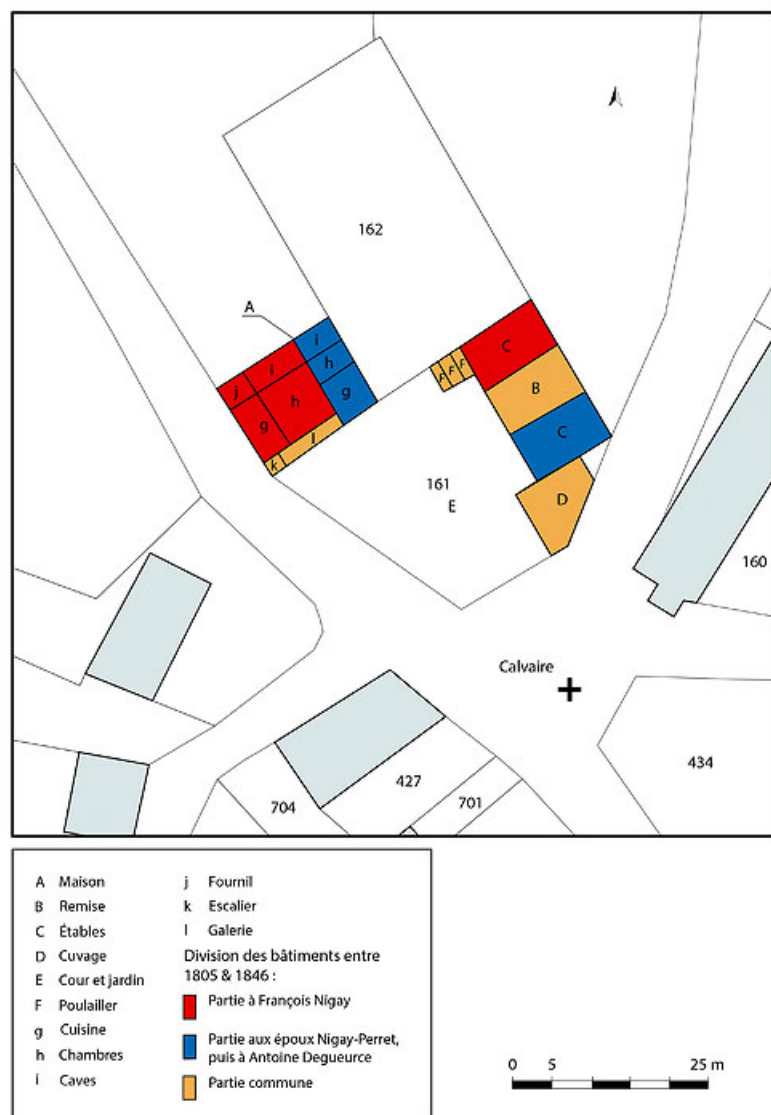 162
A
i
h
g
j
i
h
g
l
k
F F F
C
B
C
D
161
E
160
Calvaire
434
427
701
704
A Maison
B Remise
C Étables
D Cuvage
E Cour et jardin
F Poulailler
g Cuisine
h Chambres
i Caves
j Fournil
k Escalier
l Galerie
Division des bâtiments entre
1805 & 1846 :
Partie à François Nigay
Partie aux époux Nigay-Perret,
puis à Antoine Degueurce
Partie commune
0 5 25 m